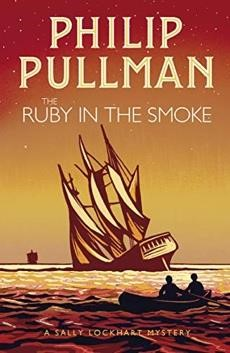 PHILIP
PULLMAN
THE
RUBY IN THE SMOKE
A SALLY LOCKHART MYSTERY